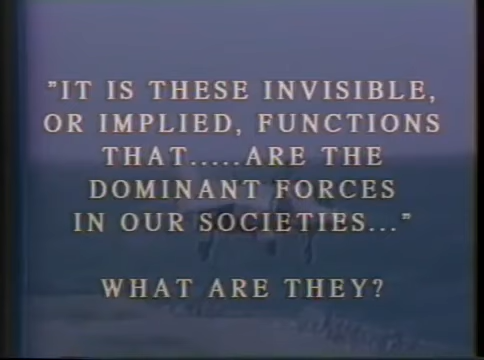 "IT IS THESE INVISIBLE,
OR IMPLIED, FUNCTIONS
THAT.....ARE THE
DOMINANT FORCES
IN OUR SOCIETIES..."
WHAT ARE THEY?